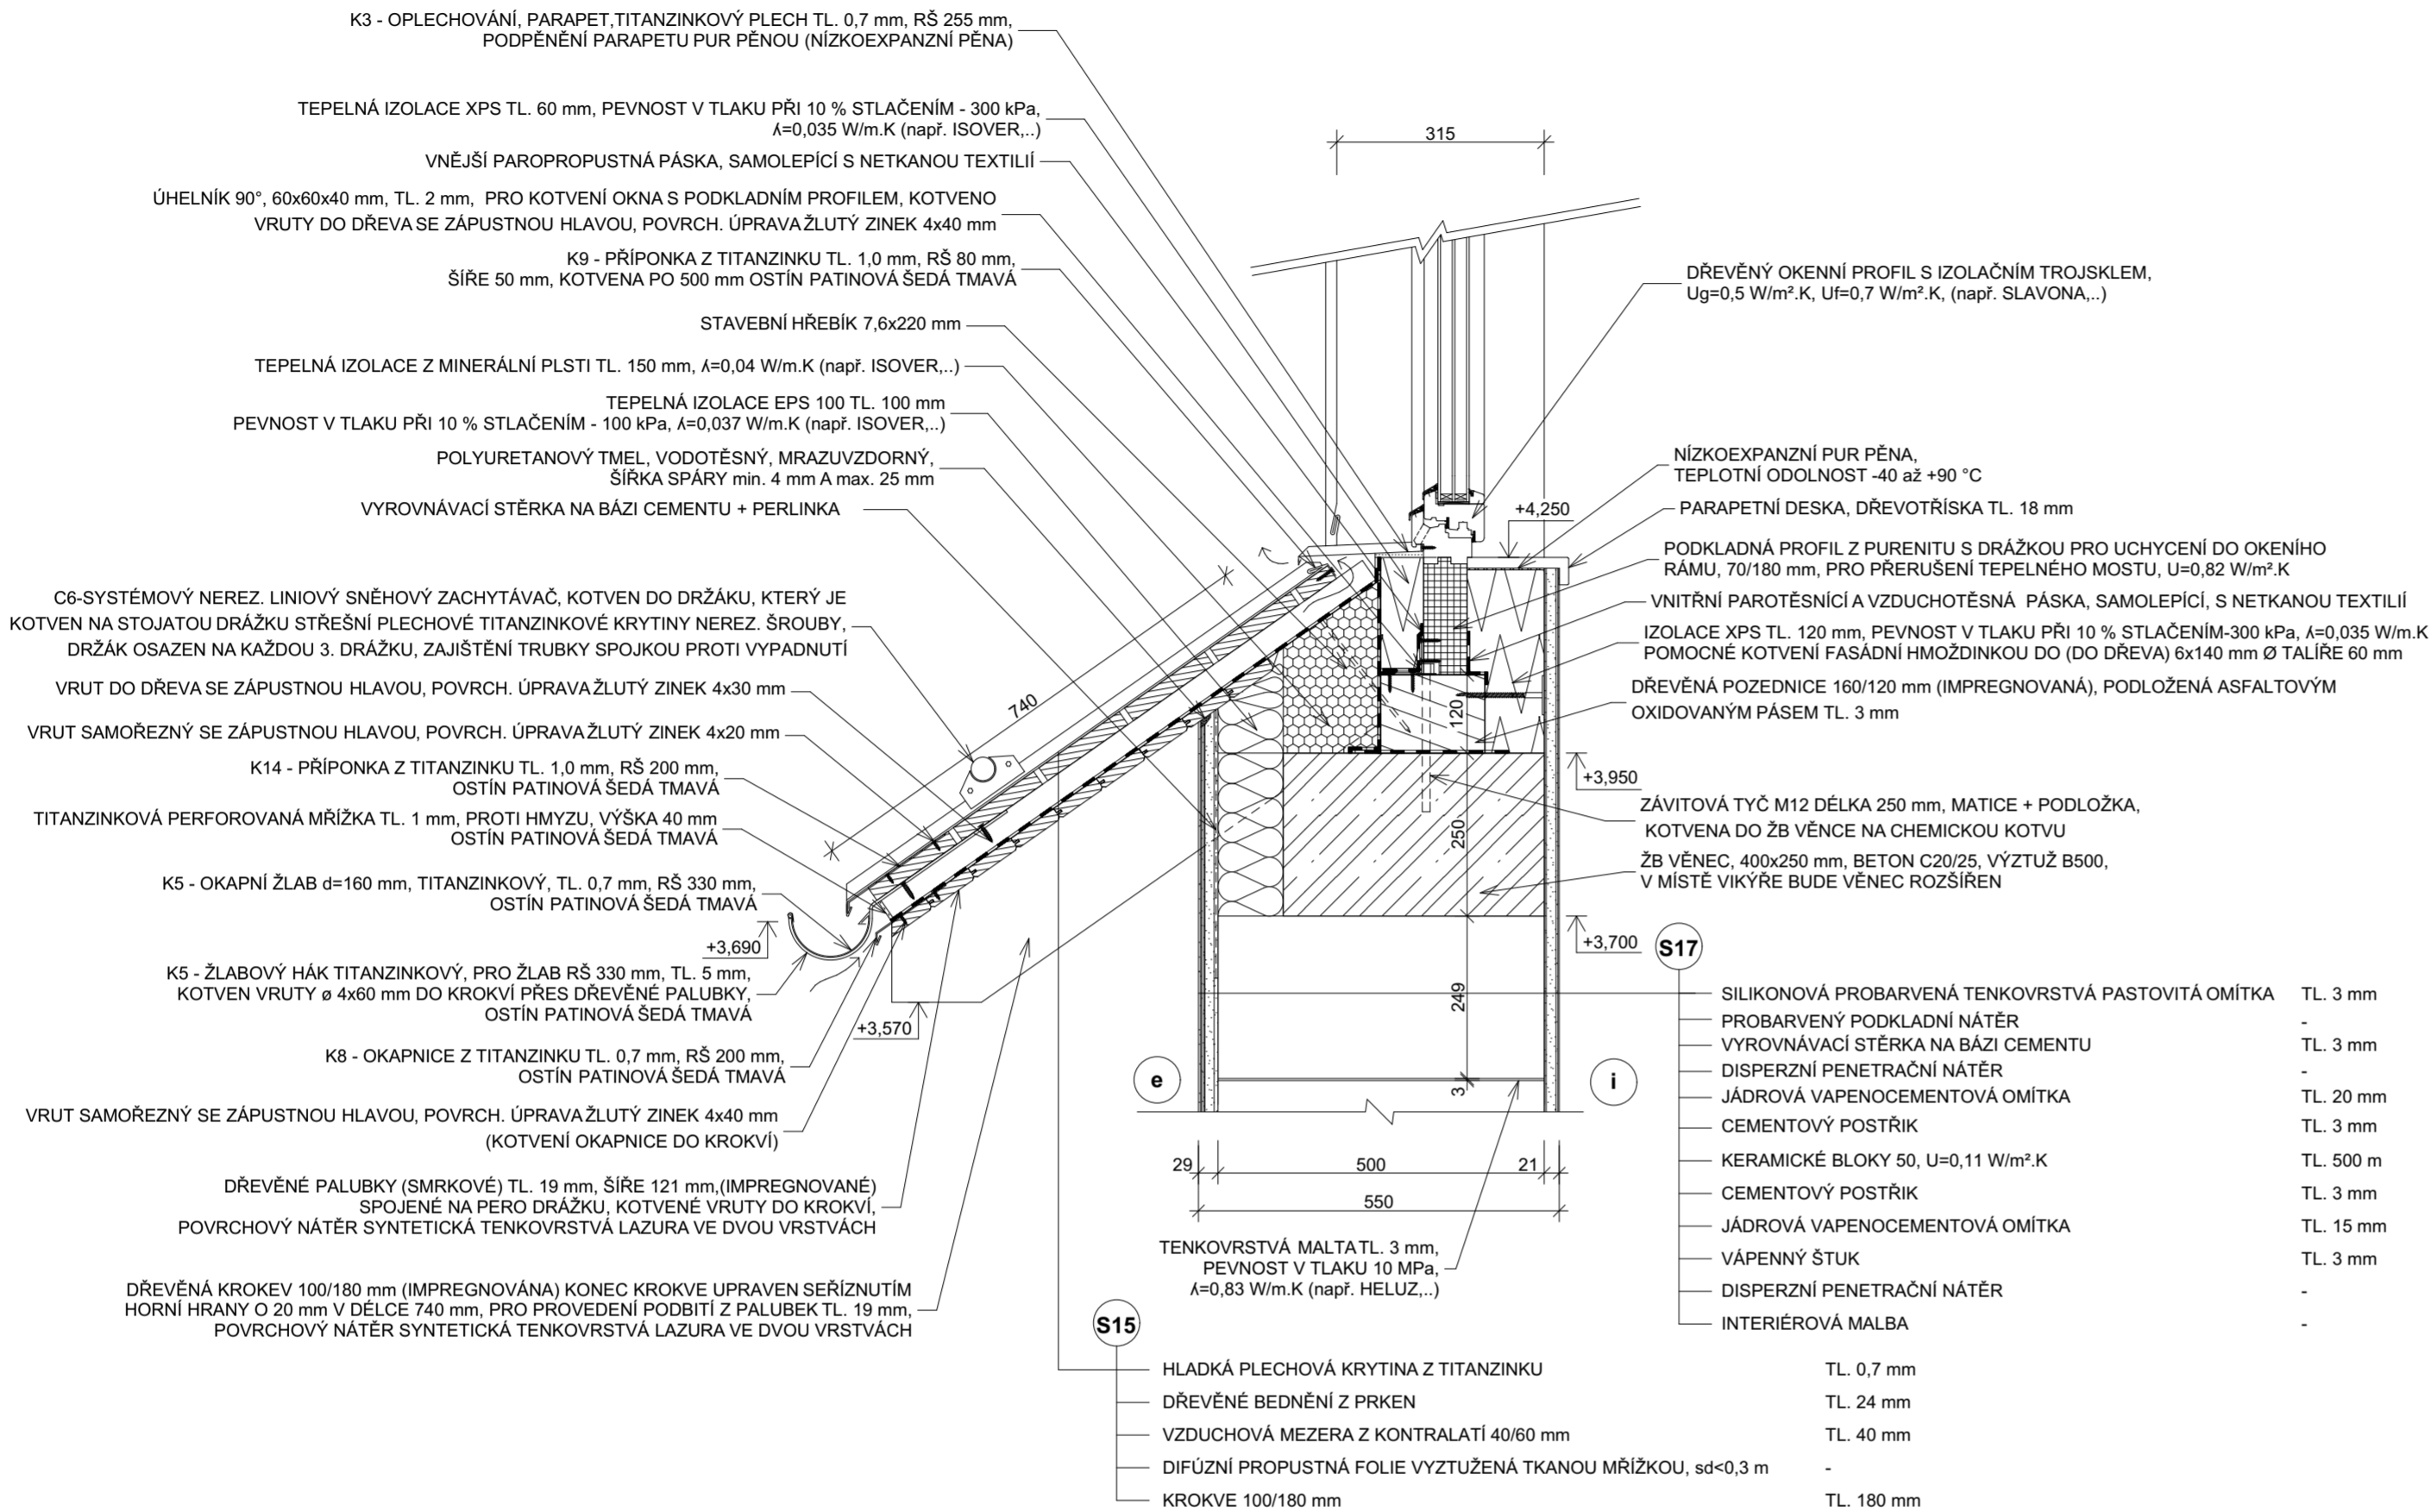 K3 - OPLECHOVÁNÍ, PARAPET,TITANZINKOVÝ PLECH TL. 0,7 mm, RŠ 255 mm,
PODPĚNĚNÍ PARAPETU PUR PĚNOU (NÍZKOEXPANZNÍ PĚNA)
TEPELNÁ IZOLACE XPS TL. 60 mm, PEVNOST V TLAKU PŘI 10 % STLAČENÍM - 300 kPa,
ʎ=0,035 W/m.K (např. ISOVER,..)
VNĚJŠÍ PAROPROPUSTNÁ PÁSKA, SAMOLEPÍCÍ S NETKANOU TEXTILIÍ
ÚHELNÍK 90°, 60x60x40 mm, TL. 2 mm, PRO KOTVENÍ OKNA S PODKLADNÍM PROFILEM, KOTVENO
VRUTY DO DŘEVA SE ZÁPUSTNOU HLAVOU, POVRCH. ÚPRAVA ŽLUTÝ ZINEK 4x40 mm
K9 - PŘÍPONKA Z TITANZINKU TL. 1,0 mm, RŠ 80 mm,
ŠÍŘE 50 mm, KOTVENA PO 500 mm OSTÍN PATINOVÁ ŠEDÁ TMAVÁ
STAVEBNÍ HŘEBÍK 7,6x220 mm
TEPELNÁ IZOLACE Z MINERÁLNÍ PLSTI TL. 150 mm, ʎ=0,04 W/m.K (např. ISOVER,..)
TEPELNÁ IZOLACE EPS 100 TL. 100 mm
PEVNOST V TLAKU PŘI 10 % STLAČENÍM - 100 kPa, ʎ=0,037 W/m.K (např. ISOVER,..)
POLYURETANOVÝ TMEL, VODOTĚSNÝ, MRAZUVZDORNÝ,
ŠÍŘKA SPÁRY min. 4 mm A max. 25 mm
VYROVNÁVACÍ STĚRKA NA BÁZI CEMENTU + PERLINKA
C6-SYSTÉMOVÝ NEREZ. LINIOVÝ SNĚHOVÝ ZACHYTÁVAČ, KOTVEN DO DRŽÁKU, KTERÝ JE
KOTVEN NA STOJATOU DRÁŽKU STŘEŠNÍ PLECHOVÉ TITANZINKOVÉ KRYTINY NEREZ. ŠROUBY,
DRŽÁK OSAZEN NA KAŽDOU 3. DRÁŽKU, ZAJIŠTĚNÍ TRUBKY SPOJKOU PROTI VYPADNUTÍ
VRUT DO DŘEVA SE ZÁPUSTNOU HLAVOU, POVRCH. ÚPRAVA ŽLUTÝ ZINEK 4x30 mm
VRUT SAMOŘEZNÝ SE ZÁPUSTNOU HLAVOU, POVRCH. ÚPRAVA ŽLUTÝ ZINEK 4x20 mm
K14 - PŘÍPONKA Z TITANZINKU TL. 1,0 mm, RŠ 200 mm,
OSTÍN PATINOVÁ ŠEDÁ TMAVÁ
TITANZINKOVÁ PERFOROVANÁ MŘÍŽKA TL. 1 mm, PROTI HMYZU, VÝŠKA 40 mm
OSTÍN PATINOVÁ ŠEDÁ TMAVÁ
K5 - OKAPNÍ ŽLAB d=160 mm, TITANZINKOVÝ, TL. 0,7 mm, RŠ 330 mm,
OSTÍN PATINOVÁ ŠEDÁ TMAVÁ
+3,690
K5 - ŽLABOVÝ HÁK TITANZINKOVÝ, PRO ŽLAB RŠ 330 mm, TL. 5 mm,
KOTVEN VRUTY ø 4x60 mm DO KROKVÍ PŘES DŘEVĚNÉ PALUBKY,
OSTÍN PATINOVÁ ŠEDÁ TMAVÁ
+3,570
K8 - OKAPNICE Z TITANZINKU TL. 0,7 mm, RŠ 200 mm,
OSTÍN PATINOVÁ ŠEDÁ TMAVÁ
VRUT SAMOŘEZNÝ SE ZÁPUSTNOU HLAVOU, POVRCH. ÚPRAVA ŽLUTÝ ZINEK 4x40 mm
(KOTVENÍ OKAPNICE DO KROKVÍ)
DŘEVĚNÉ PALUBKY (SMRKOVÉ) TL. 19 mm, ŠÍŘE 121 mm,(IMPREGNOVANÉ)
SPOJENÉ NA PERO DRÁŽKU, KOTVENÉ VRUTY DO KROKVÍ,
POVRCHOVÝ NÁTĚR SYNTETICKÁ TENKOVRSTVÁ LAZURA VE DVOU VRSTVÁCH
DŘEVĚNÁ KROKEV 100/180 mm (IMPREGNOVÁNA) KONEC KROKVE UPRAVEN SEŘÍZNUTÍM
HORNÍ HRANY O 20 mm V DÉLCE 740 mm, PRO PROVEDENÍ PODBITÍ Z PALUBEK TL. 19 mm,
POVRCHOVÝ NÁTĚR SYNTETICKÁ TENKOVRSTVÁ LAZURA VE DVOU VRSTVÁCH
315
740
120
250
249
3
e
i
29
500
21
550
TENKOVRSTVÁ MALTA TL. 3 mm,
PEVNOST V TLAKU 10 MPa,
ʎ=0,83 W/m.K (např. HELUZ,..)
DŘEVĚNÝ OKENNÍ PROFIL S IZOLAČNÍM TROJSKLEM,
Ug=0,5 W/m².K, Uf=0,7 W/m².K, (např. SLAVONA,..)
NÍZKOEXPANZNÍ PUR PĚNA,
TEPLOTNÍ ODOLNOST -40 až +90 °C
+4,250
PARAPETNÍ DESKA, DŘEVOTŘÍSKA TL. 18 mm
PODKLADNÁ PROFIL Z PURENITU S DRÁŽKOU PRO UCHYCENÍ DO OKENÍHO
RÁMU, 70/180 mm, PRO PŘERUŠENÍ TEPELNÉHO MOSTU, U=0,82 W/m².K
VNITŘNÍ PAROTĚSNÍCÍ A VZDUCHOTĚSNÁ PÁSKA, SAMOLEPÍCÍ, S NETKANOU TEXTILIÍ
IZOLACE XPS TL. 120 mm, PEVNOST V TLAKU PŘI 10 % STLAČENÍM-300 kPa, ʎ=0,035 W/m.K
POMOCNÉ KOTVENÍ FASÁDNÍ HMOŽDINKOU DO (DO DŘEVA) 6x140 mm Ø TALÍŘE 60 mm
DŘEVĚNÁ POZEDNICE 160/120 mm (IMPREGNOVANÁ), PODLOŽENÁ ASFALTOVÝM
OXIDOVANÝM PÁSEM TL. 3 mm
+3,950
ZÁVITOVÁ TYČ M12 DÉLKA 250 mm, MATICE + PODLOŽKA,
KOTVENA DO ŽB VĚNCE NA CHEMICKOU KOTVU
ŽB VĚNEC, 400x250 mm, BETON C20/25, VÝZTUŽ B500,
V MÍSTĚ VIKÝŘE BUDE VĚNEC ROZŠÍŘEN
+3,700
S17
SILIKONOVÁ PROBARVENÁ TENKOVRSTVÁ PASTOVITÁ OMÍTKA TL. 3 mm
PROBARVENÝ PODKLADNÍ NÁTĚR -
VYROVNÁVACÍ STĚRKA NA BÁZI CEMENTU TL. 3 mm
DISPERZNÍ PENETRAČNÍ NÁTĚR -
JÁDROVÁ VAPENOCEMENTOVÁ OMÍTKA TL. 20 mm
CEMENTOVÝ POSTŘIK TL. 3 mm
KERAMICKÉ BLOKY 50, U=0,11 W/m².K TL. 500 m
CEMENTOVÝ POSTŘIK TL. 3 mm
JÁDROVÁ VAPENOCEMENTOVÁ OMÍTKA TL. 15 mm
VÁPENNÝ ŠTUK TL. 3 mm
DISPERZNÍ PENETRAČNÍ NÁTĚR -
INTERIÉROVÁ MALBA -
S15
HLADKÁ PLECHOVÁ KRYTINA Z TITANZINKU TL. 0,7 mm
DŘEVĚNÉ BEDNĚNÍ Z PRKEN TL. 24 mm
VZDUCHOVÁ MEZERA Z KONTRALATÍ 40/60 mm TL. 40 mm
DIFÚZNÍ PROPUSTNÁ FOLIE VYZTUŽENÁ TKANOU MŘÍŽKOU, sd<0,3 m -
KROKVE 100/180 mm TL. 180 mm